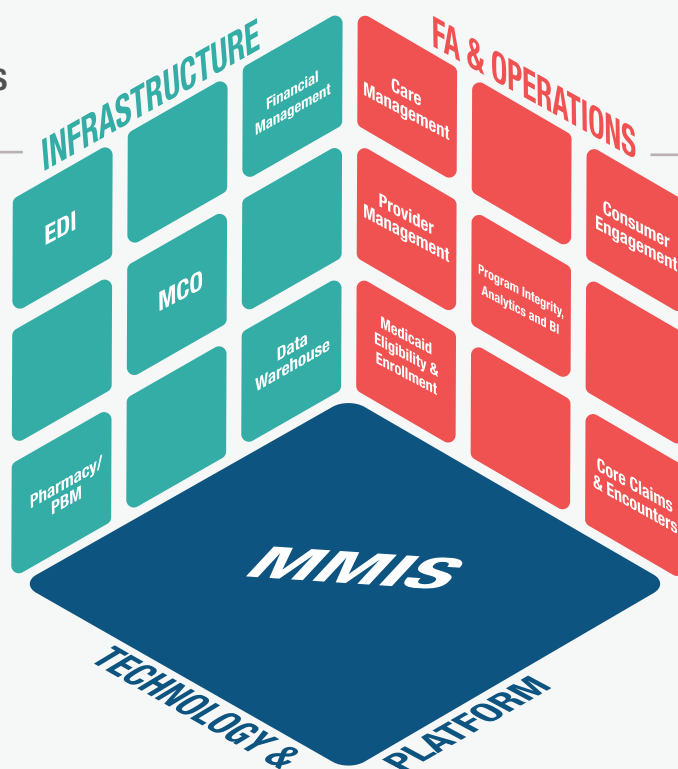 S
INFRASTRUCTURE
FA & OPERATIONS
Financial
Management
EDI
MCO
Data
Warehouse
Pharmacy/
PBM
Care
Management
Provider
Management
Medicaid
Eligibility &
Enrollment
Program Integrity,
Analytics and BI
Consumer
Engagement
Core Claims
& Encounters
MMIS
TECHNOLOGY &
PLATFORM